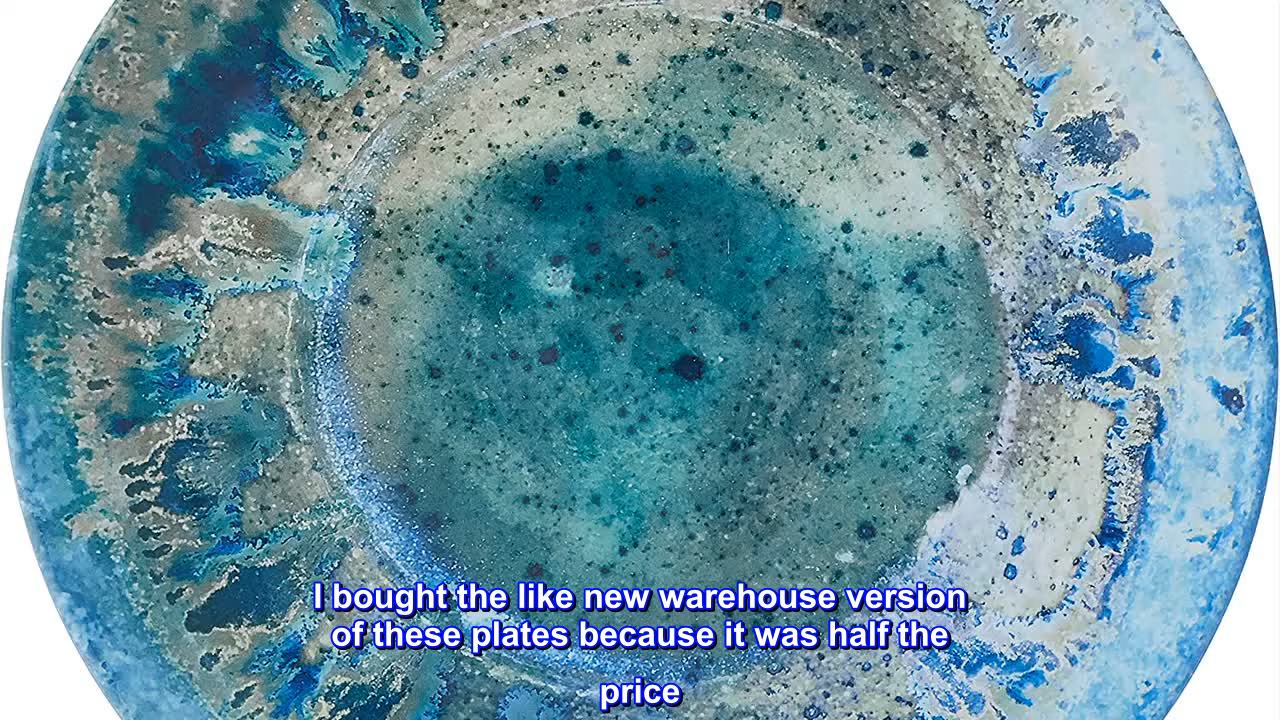 I bought the like new warehouse version
of these plates because it was half the
price